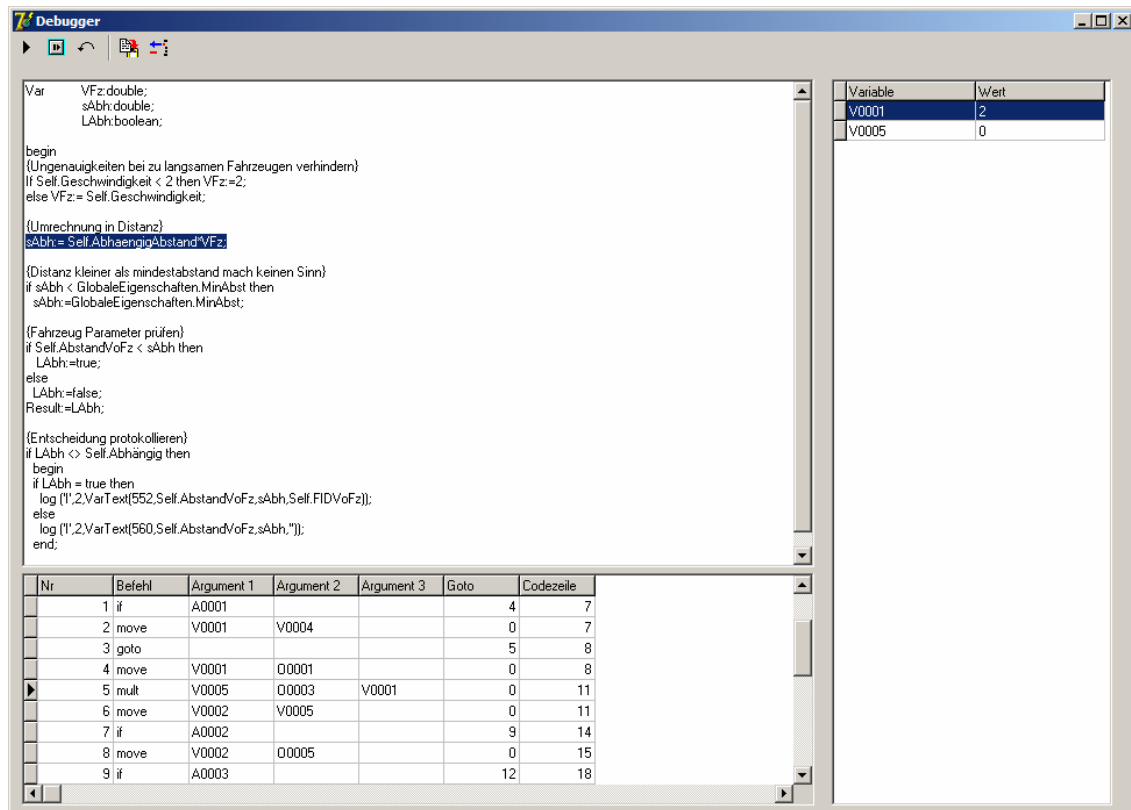 Debugger
Var VFz:double;
sAbh:double;
LAbh:boolean;
begin
{Ungenauigkeiten bei zu langsamen Fahrzeugen verhindern}
If Self.Geschwindigkeit < 2 then VFz:=2;
else VFz:= Self.Geschwindigkeit;
{Umrechnung in Distanz}
sAbh:= Self.AbhaengigAbstand*VFz;
{Distanz kleiner als mindestabstand mach keinen Sinn}
if sAbh < GlobaleEigenschaften.MinAbst then
sAbh:=GlobaleEigenschaften.MinAbst;
{Fahrzeug Parameter prüfen}
if Self.AbstandVoFz < sAbh then
LAbh:=true;
else
LAbh:=false;
Result:=LAbh;
{Entscheidung protokollieren}
if LAbh <> Self.Abhängig then
begin
if LAbh = true then
log ('I',2,VarText(552,Self.AbstandVoFz,sAbh,Self.FIDVoFz));
else
log ('I',2,VarText(560,Self.AbstandVoFz,sAbh,''));
end;
Variable Wert
V0001 2
V0005 0
Nr Befehl Argument 1 Argument 2 Argument 3 Goto Codezeile
1 if A0001 4 7
2 move V0001 V0004 0 7
3 goto 5 8
4 move V0001 O0001 0 8
5 mult V0005 O0003 V0001 0 11
6 move V0002 V0005 0 11
7 if A0002 9 14
8 move V0002 O0005 0 15
9 if A0003 12 18